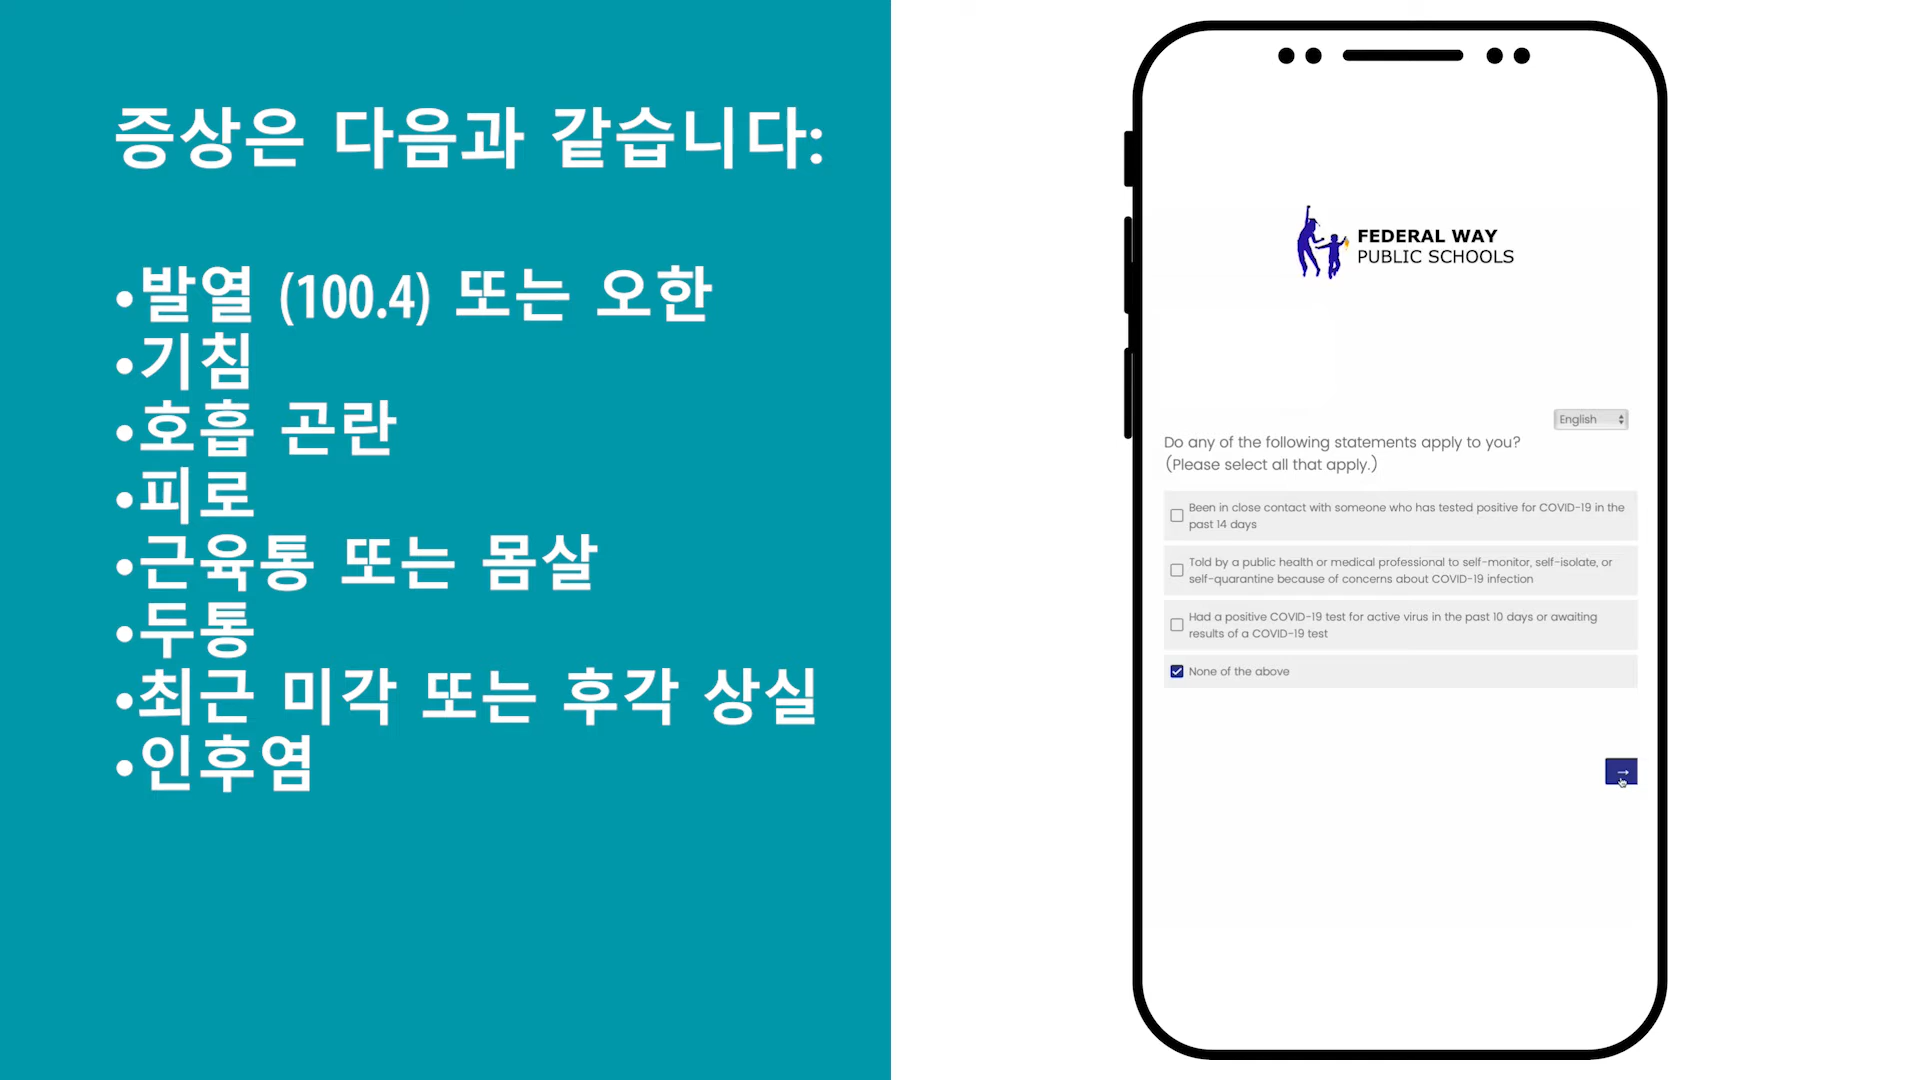 증상은 다음과 같습니다:
•발열 (100.4) 또는 오한
•기침
•호흡 곤란
•피로
•근육통 또는 몸살
•두통
•최근 미각 또는 후각 상실
•인후염
FEDERAL WAY
PUBLIC SCHOOLS
English
Do any of the following statements apply to you?
(Please select all that apply.)
Been in close contact with someone who has tested positive for COVID-19 in the
past 14 days
Told by a public health or medical professional to self-monitor, self-isolate, or
self-quarantine because of concerns about COVID-19 infection
Had a positive COVID-19 test for active virus in the past 10 days or awaiting
results of a COVID-19 test
None of the above
→